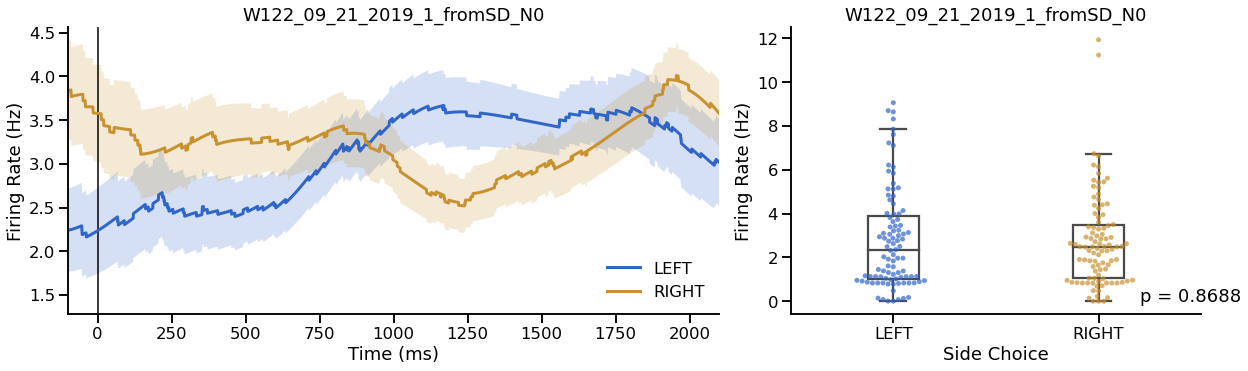 W122_09_21_2019_1_fromSD_N0
Firing Rate (Hz)
4.5
4.0
3.5
3.0
2.5
2.0
1.5
0
250
500
750
1000
1250
1500
1750
2000
Time (ms)
LEFT
RIGHT
W122_09_21_2019_1_fromSD_N0
Firing Rate (Hz)
12
10
8
6
4
2
0
p = 0.8688
LEFT
RIGHT
Side Choice